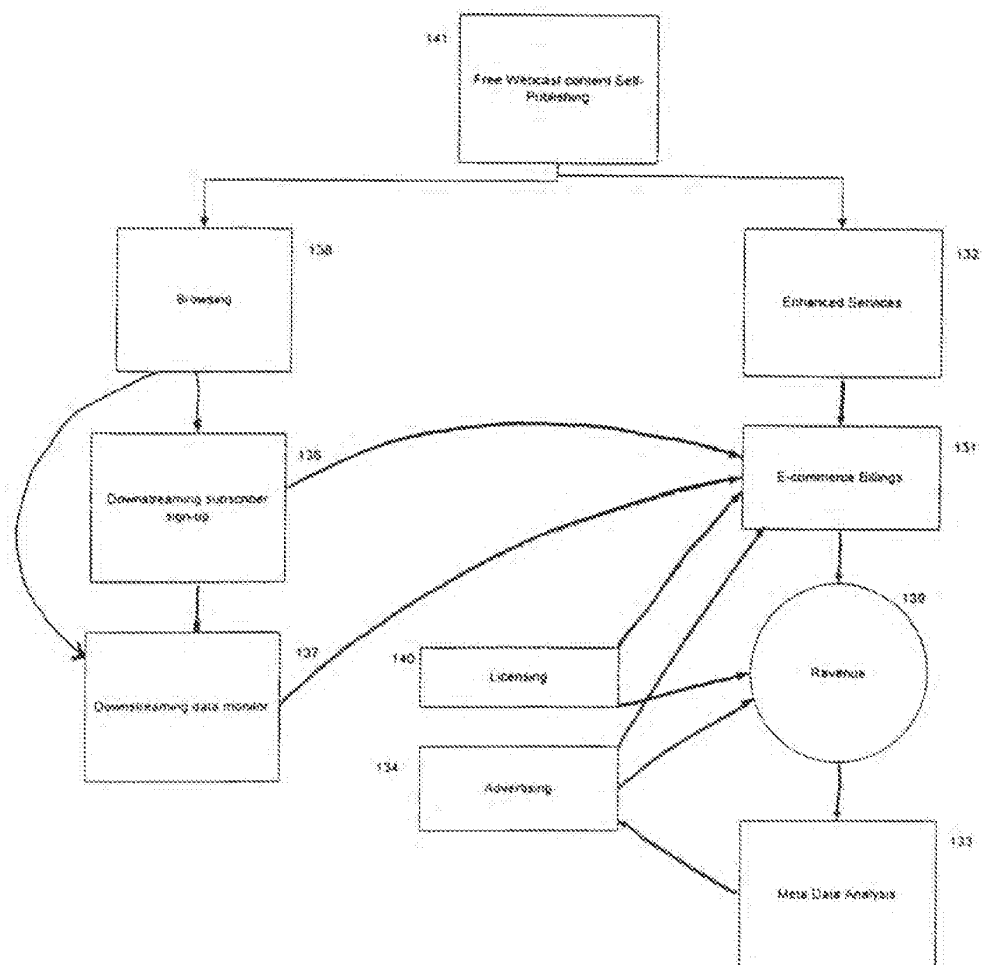 141
Free Webcast content Self-
Publishing
138
Browsing
132
Enhanced Services
136
Downstreaming subscriber
sign-up
131
E-commerce Billings
137
Downstreaming data monitor
140
Licensing
139
Revenue
134
Advertising
133
Meta Data Analysis